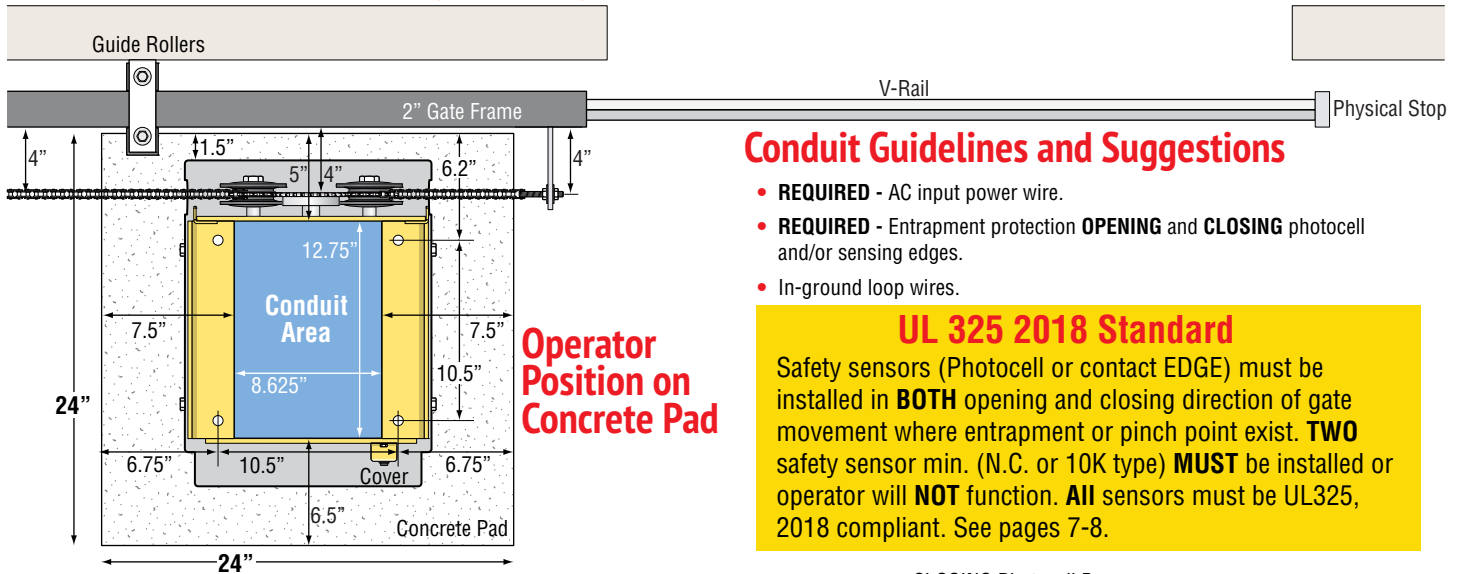 Guide Rollers
V-Rail
2” Gate Frame
Physical Stop
4”
1.5”
5”
4”
6.2”
4”
12.75”
Conduit
Area
7.5”
7.5”
8.625”
10.5”
24”
6.75”
10.5”
6.75”
Cover
6.5”
Concrete Pad
24”
Operator
Position on
Concrete Pad
Conduit Guidelines and Suggestions
• REQUIRED - AC input power wire.
• REQUIRED - Entrapment protection OPENING and CLOSING photocell
and/or sensing edges.
• In-ground loop wires.
UL 325 2018 Standard
Safety sensors (Photocell or contact EDGE) must be
installed in BOTH opening and closing direction of gate
movement where entrapment or pinch point exist. TWO
safety sensor min. (N.C. or 10K type) MUST be installed or
operator will NOT function. All sensors must be UL325,
2018 compliant. See pages 7-8.